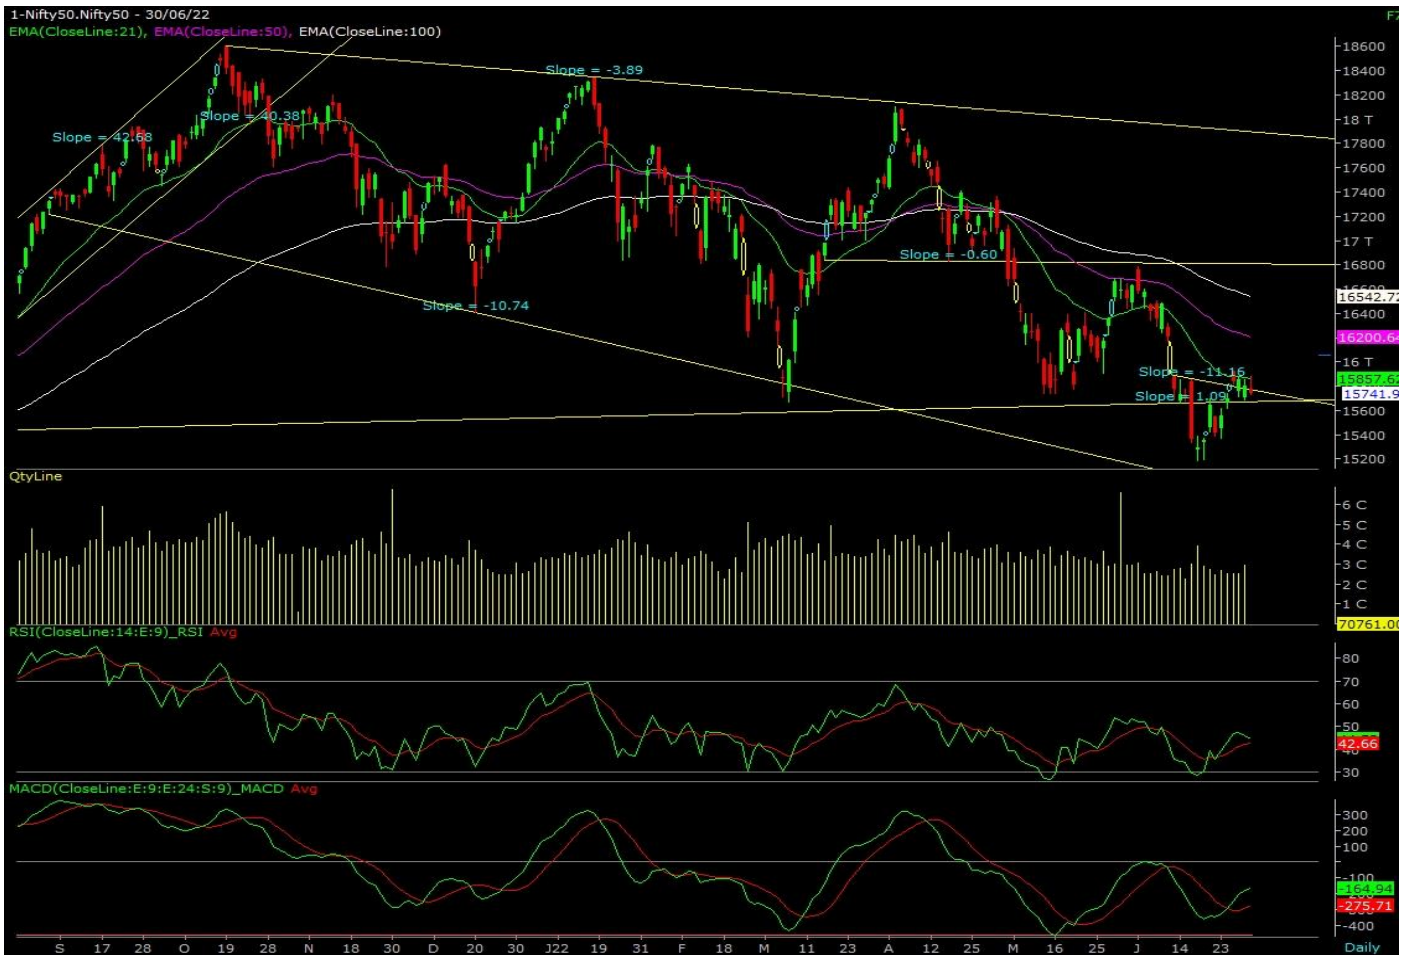 1-Nifty50.Nifty50 - 30/06/22
EMA(CloseLine:21), EMA(CloseLine:50), EMA(CloseLine:100)
18600
Slope = -3.89
18400
18200
Slope = 40.38
18 T
Slope = 42.68
17800
17600
17400
17200
17 T
Slope = -0.60
16800
16542.72
Slope = -10.74
16400
16200.64
16 T
Slope = -11.16
15857.62
Slope = 1.09
15741.9
15600
15400
15200
QtyLine
6 C
5 C
4 C
3 C
2 C
1 C
70761.00
RSI(CloseLine:14:E:9)_RSI Avg
80
70
60
50
42.66
30
MACD(CloseLine:E:9:E:24:S:9)_MACD Avg
300
200
100
-100
-164.94
-275.71
-400
S 17 28 O 19 28 N 18 30 D 20 30 J22 19 31 F 18 M 11 23 A 12 25 M 16 25 J 14 23 Daily